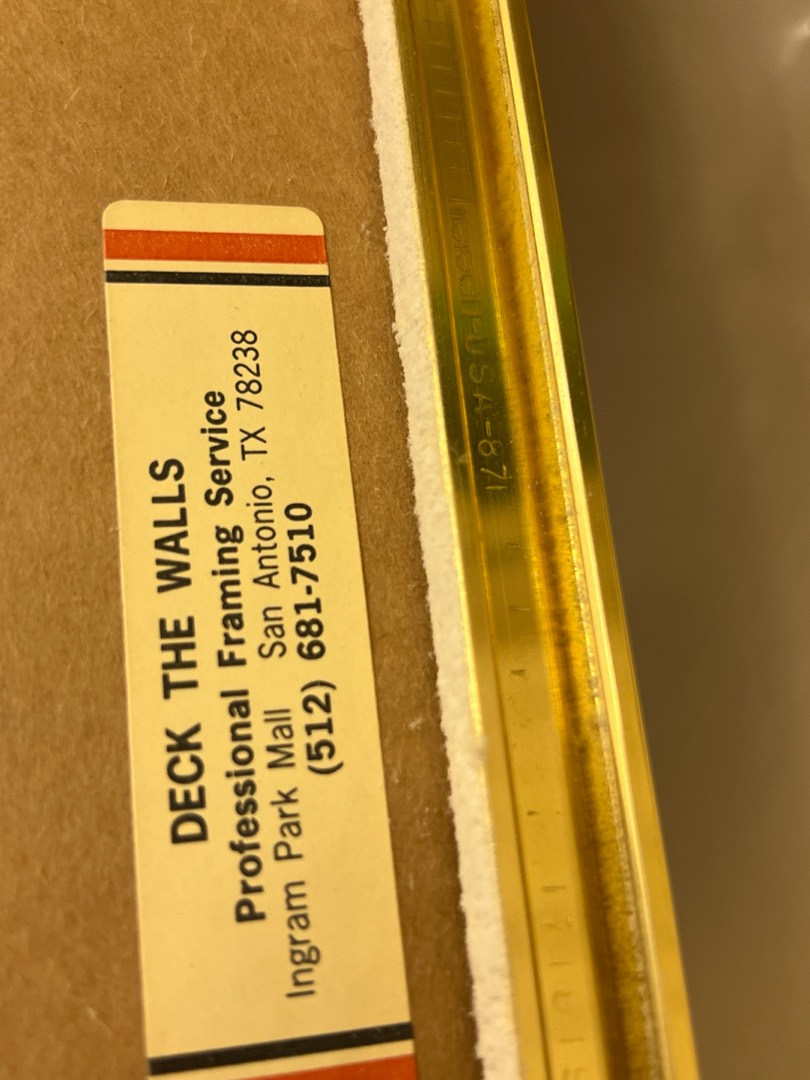 DECK THE WALLS
Professional Framing Service
Ingram Park Mall San Antonio, TX 78238
(512) 681-7510
USA-871